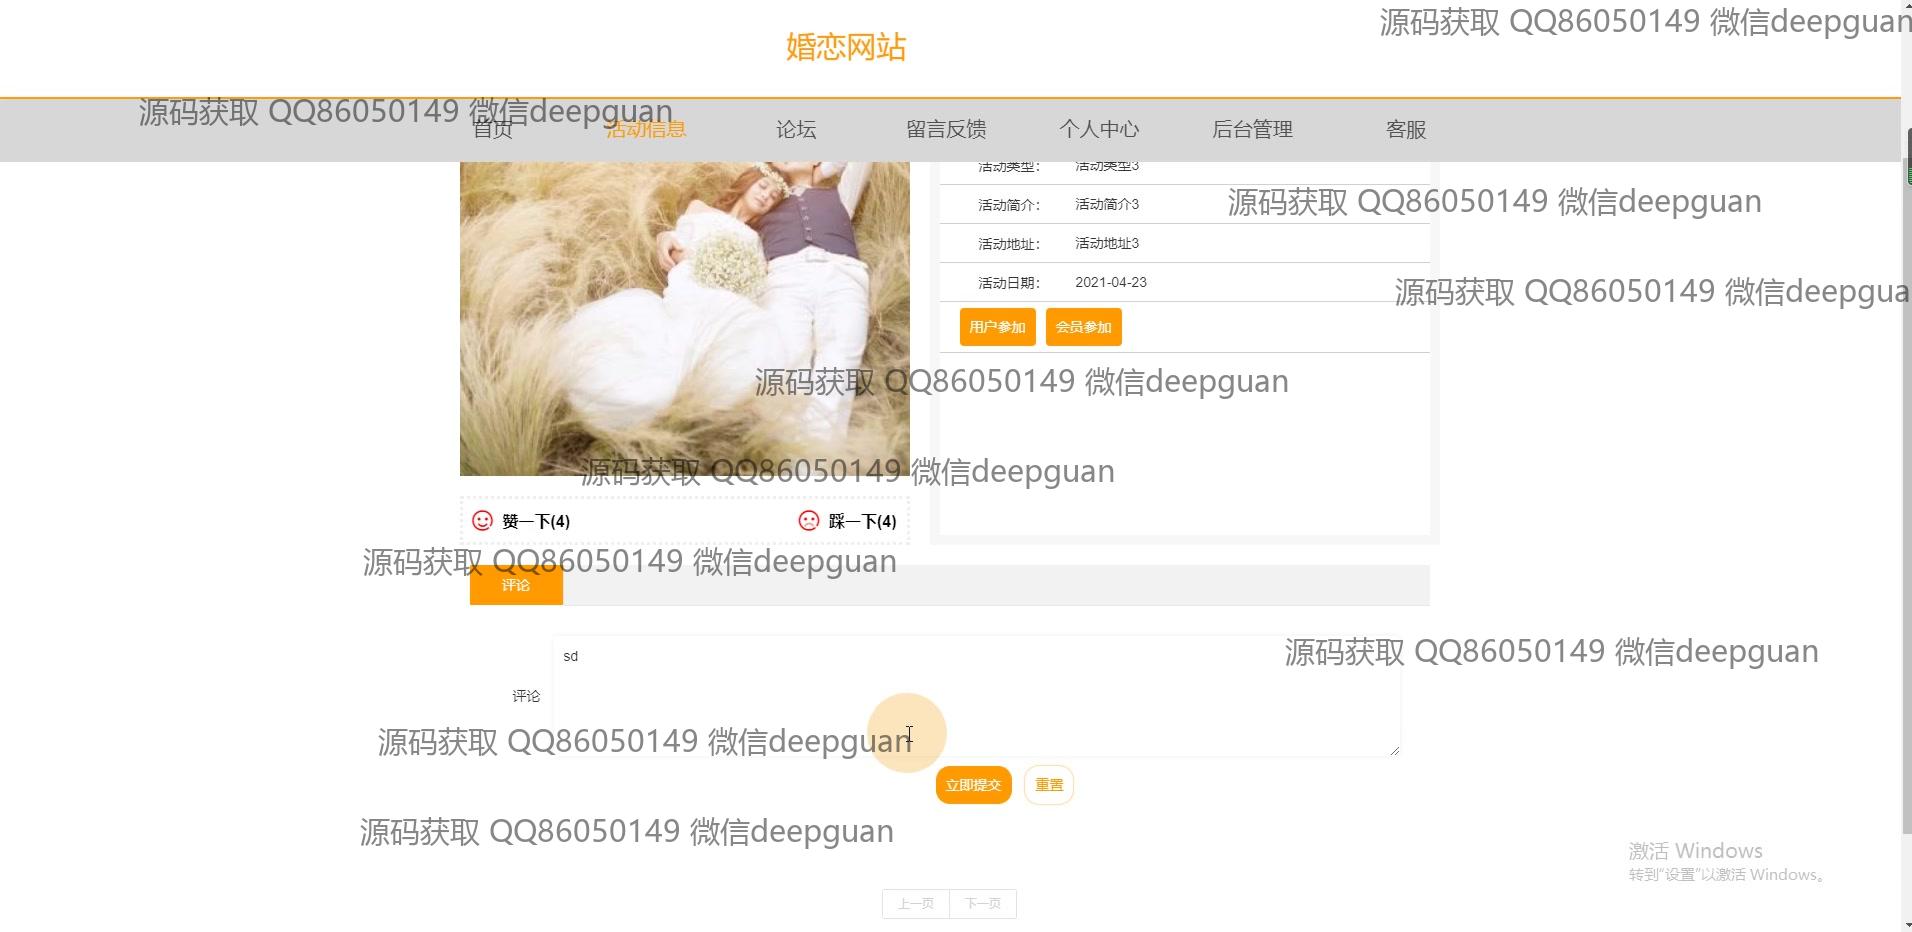 源码获取 QQ86050149 微信deepguan
婚恋网站
源码获取 QQ86050149 微信deepguan
首页 活动信息 论坛 留言反馈 个人中心 后台管理 客服
活动类型： 活动类型3
源码获取 QQ86050149 微信deepguan
活动简介： 活动简介3
活动地址： 活动地址3
活动日期： 2021-04-23
源码获取 QQ86050149 微信deepgua
用户参加 会员参加
源码获取 QQ86050149 微信deepguan
源码获取 QQ86050149 微信deepguan
赞一下(4) 踩一下(4)
源码获取 QQ86050149 微信deepguan
评论
sd
源码获取 QQ86050149 微信deepguan
评论
源码获取 QQ86050149 微信deepguan
立即提交 重置
源码获取 QQ86050149 微信deepguan
激活 Windows
转到“设置”以激活 Windows。
上一页 下一页